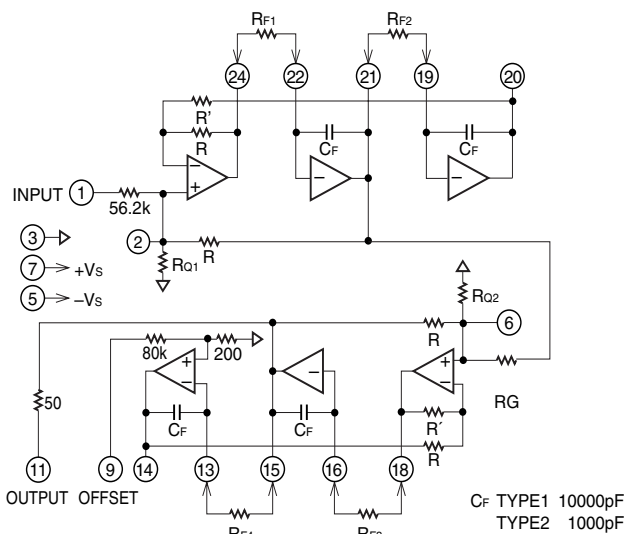 RF1
RF2
24
22
21
19
20
R'
R
CF
CF
−
+
−
−
INPUT
1
56.2k
3
2
R
7
+Vs
RQ1
5
−Vs
RQ2
R
6
80k
200
+
−
−
+
−
50
RG
CF
CF
R´
R
11
9
14
13
15
16
18
OUTPUT
OFFSET
CF TYPE1 10000pF
TYPE2 1000pF